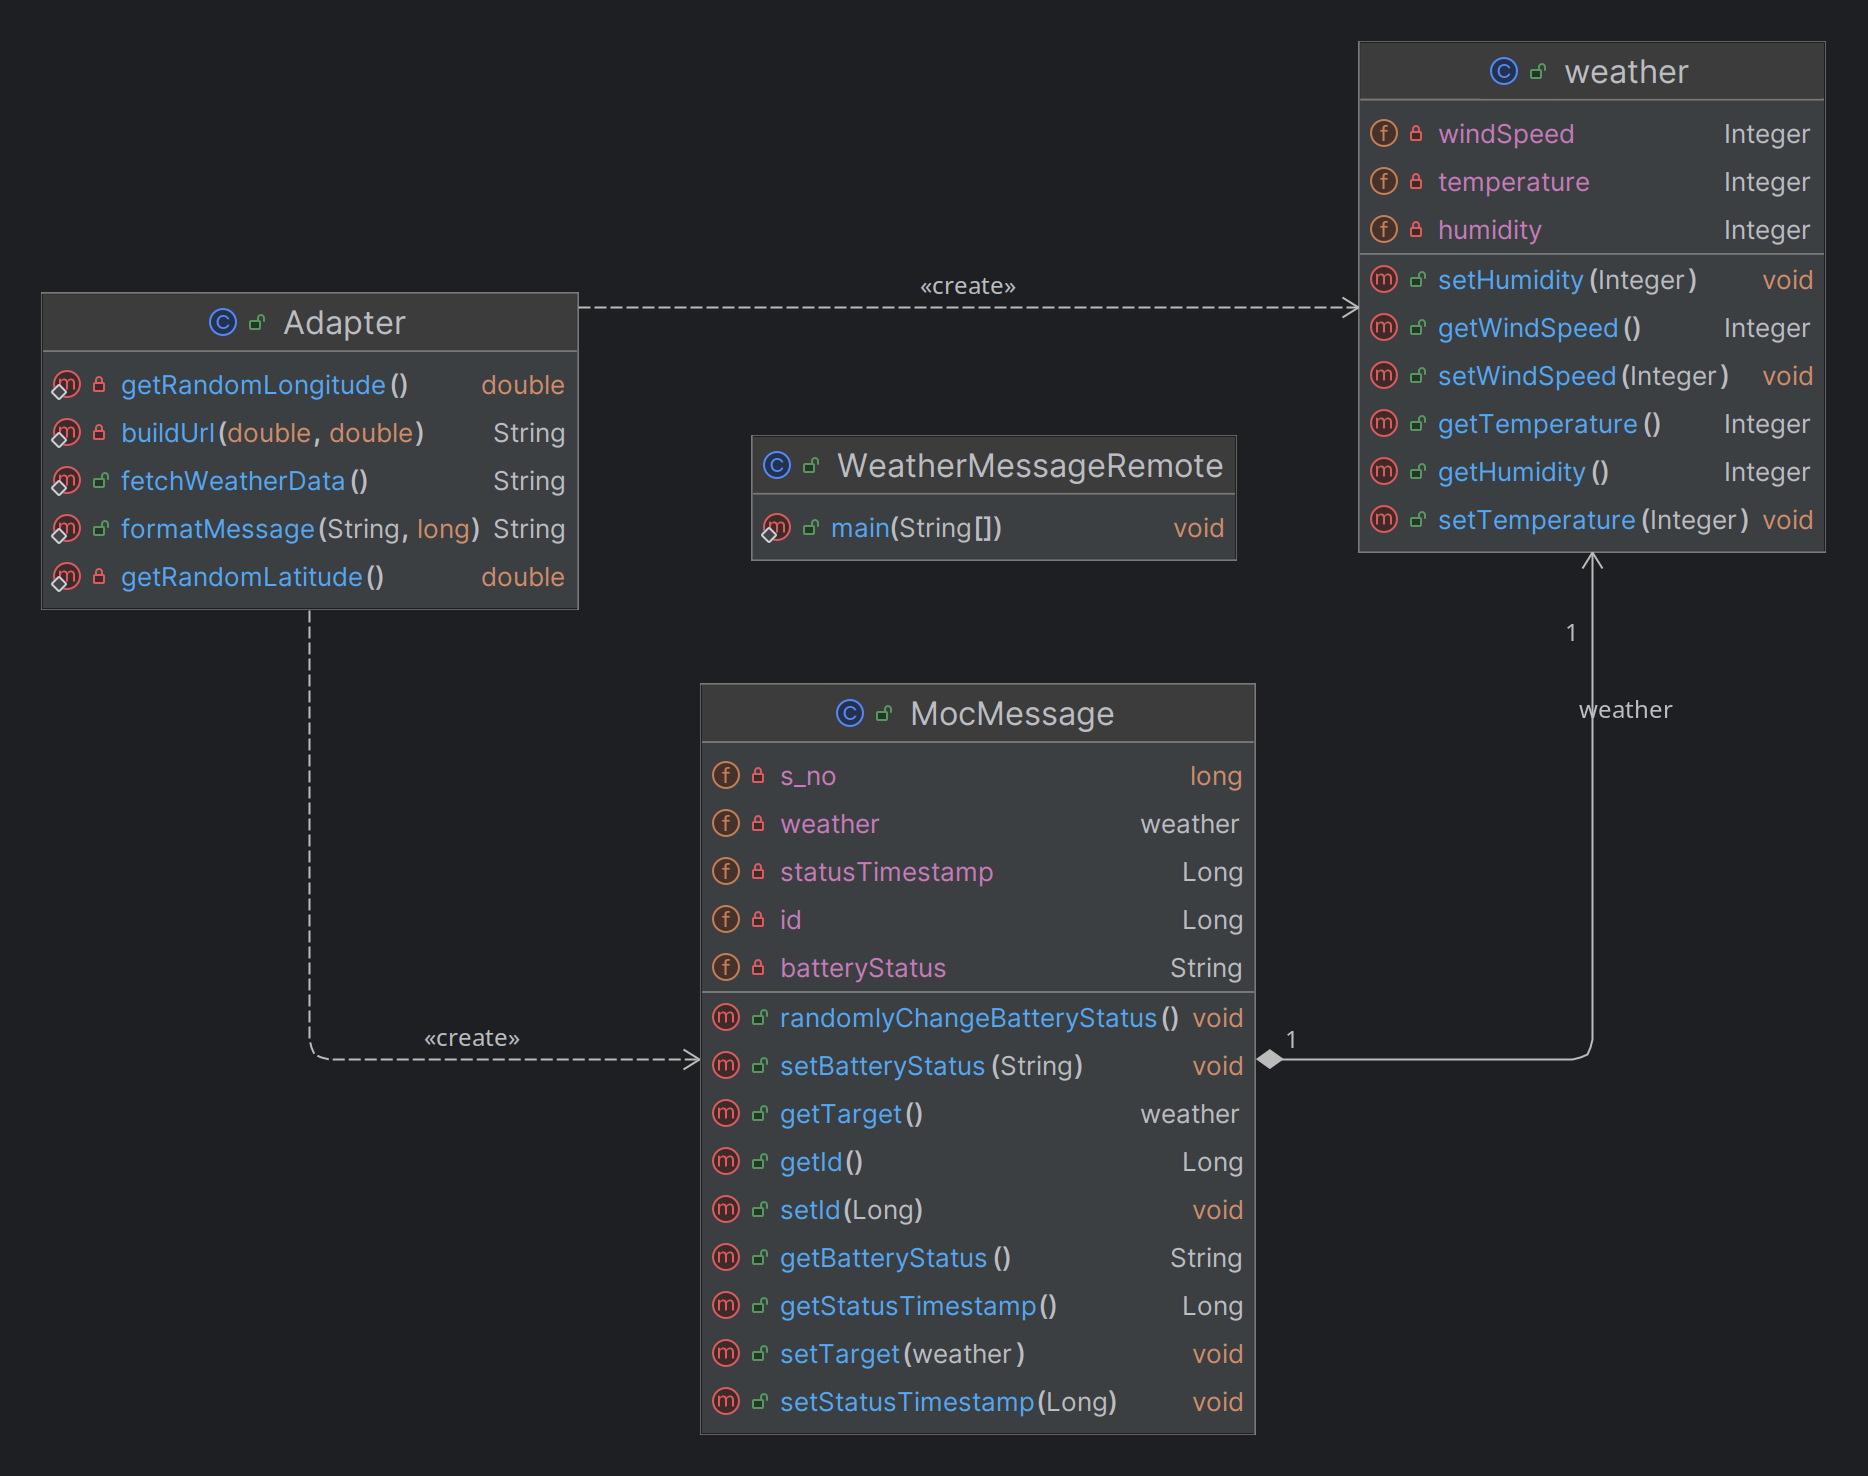 weather
windSpeed Integer
temperature Integer
humidity Integer
setHumidity(Integer) void
getWindSpeed() Integer
setWindSpeed(Integer) void
getTemperature() Integer
getHumidity() Integer
setTemperature(Integer) void
«create»
Adapter
getRandomLongitude() double
buildUrl(double, double) String
fetchWeatherData() String
formatMessage(String, long) String
getRandomLatitude() double
WeatherMessageRemote
main(String[]) void
1
weather
MocMessage
s_no long
weather weather
statusTimestamp Long
id Long
batteryStatus String
randomlyChangeBatteryStatus() void
setBatteryStatus(String) void
getTarget() weather
getId() Long
setId(Long) void
getBatteryStatus() String
getStatusTimestamp() Long
setTarget(weather) void
setStatusTimestamp(Long) void
«create»
1